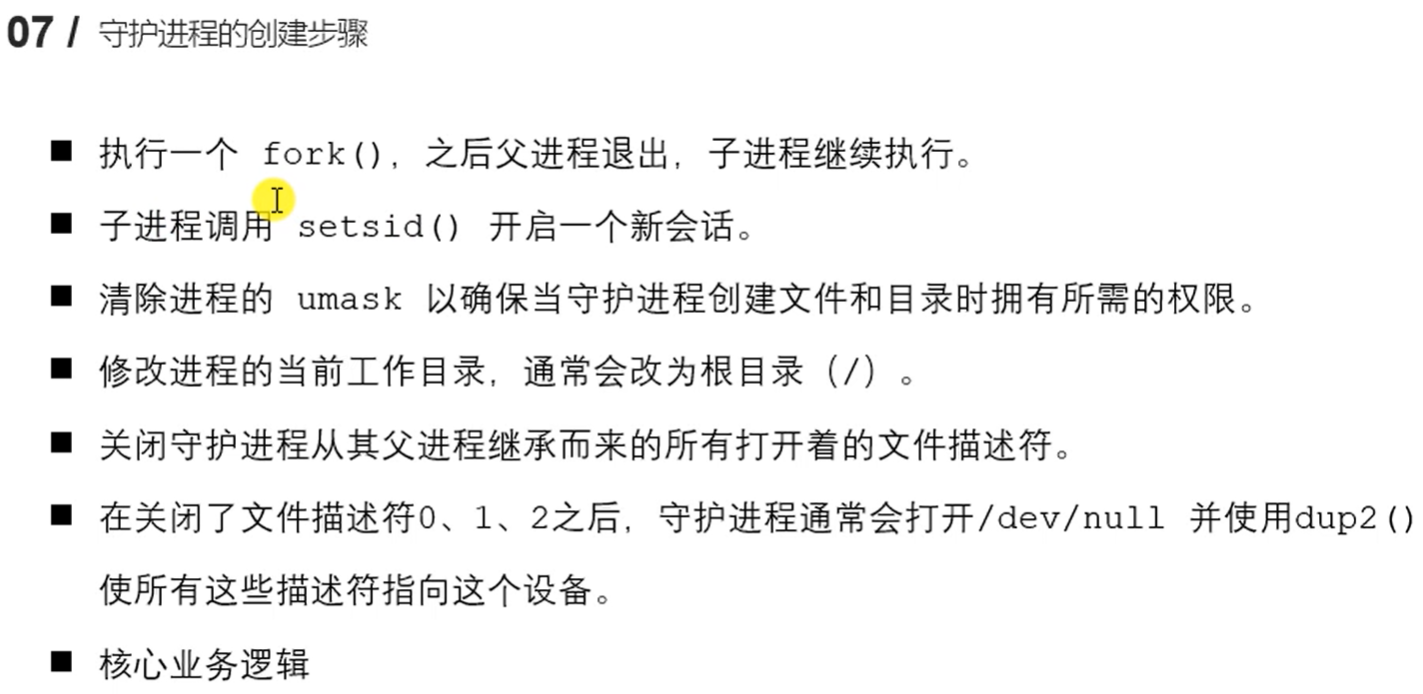 07 / 守护进程的创建步骤
■ 执行一个 fork()，之后父进程退出，子进程继续执行。
■ 子进程调用 setsid() 开启一个新会话。
■ 清除进程的 umask 以确保当守护进程创建文件和目录时拥有所需的权限。
■ 修改进程的当前工作目录，通常会改为根目录（/）。
■ 关闭守护进程从其父进程继承而来的所有打开着的文件描述符。
■ 在关闭了文件描述符0、1、2之后，守护进程通常会打开/dev/null 并使用dup2()
使所有这些描述符指向这个设备。
■ 核心业务逻辑